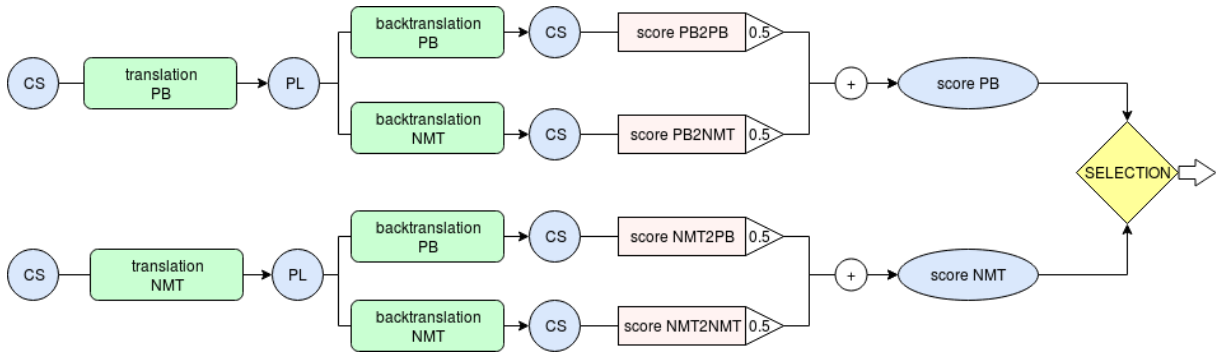 CS
translation
PB
PL
backtranslation
PB
CS
score PB2PB
0.5
backtranslation
NMT
CS
score PB2NMT
0.5
+
score PB
SELECTION
CS
translation
NMT
PL
backtranslation
PB
CS
score NMT2PB
0.5
backtranslation
NMT
CS
score NMT2NMT
0.5
+
score NMT